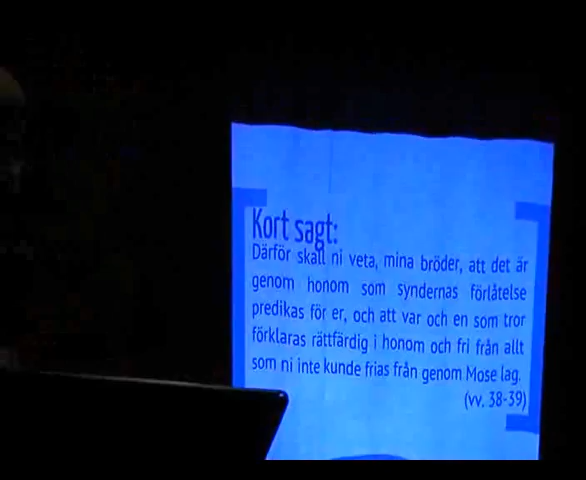 Kort sagt:
Därför skall ni veta, mina bröder, att det är
genom honom som syndernas förlåtelse
predikas för er, och att var och en som tror
förklaras rättfärdig i honom och fri från allt
som ni inte kunde frias från genom Mose lag.
(vv. 38-39)